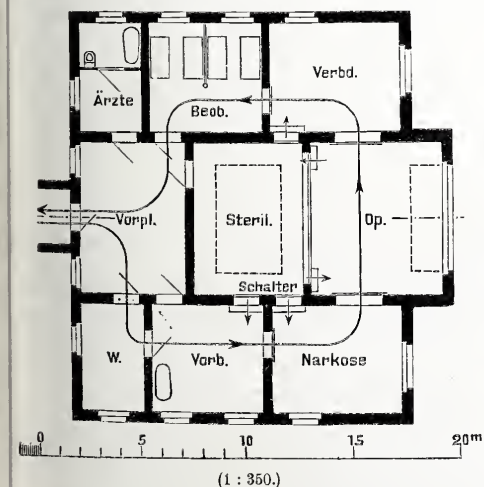 Verbd.
Ärzte
Beob.
Vorpl.
Steril.
Op.
Schalter
W.
Vorb.
Narkose
0 5 10 15 20m
(1 : 350.)